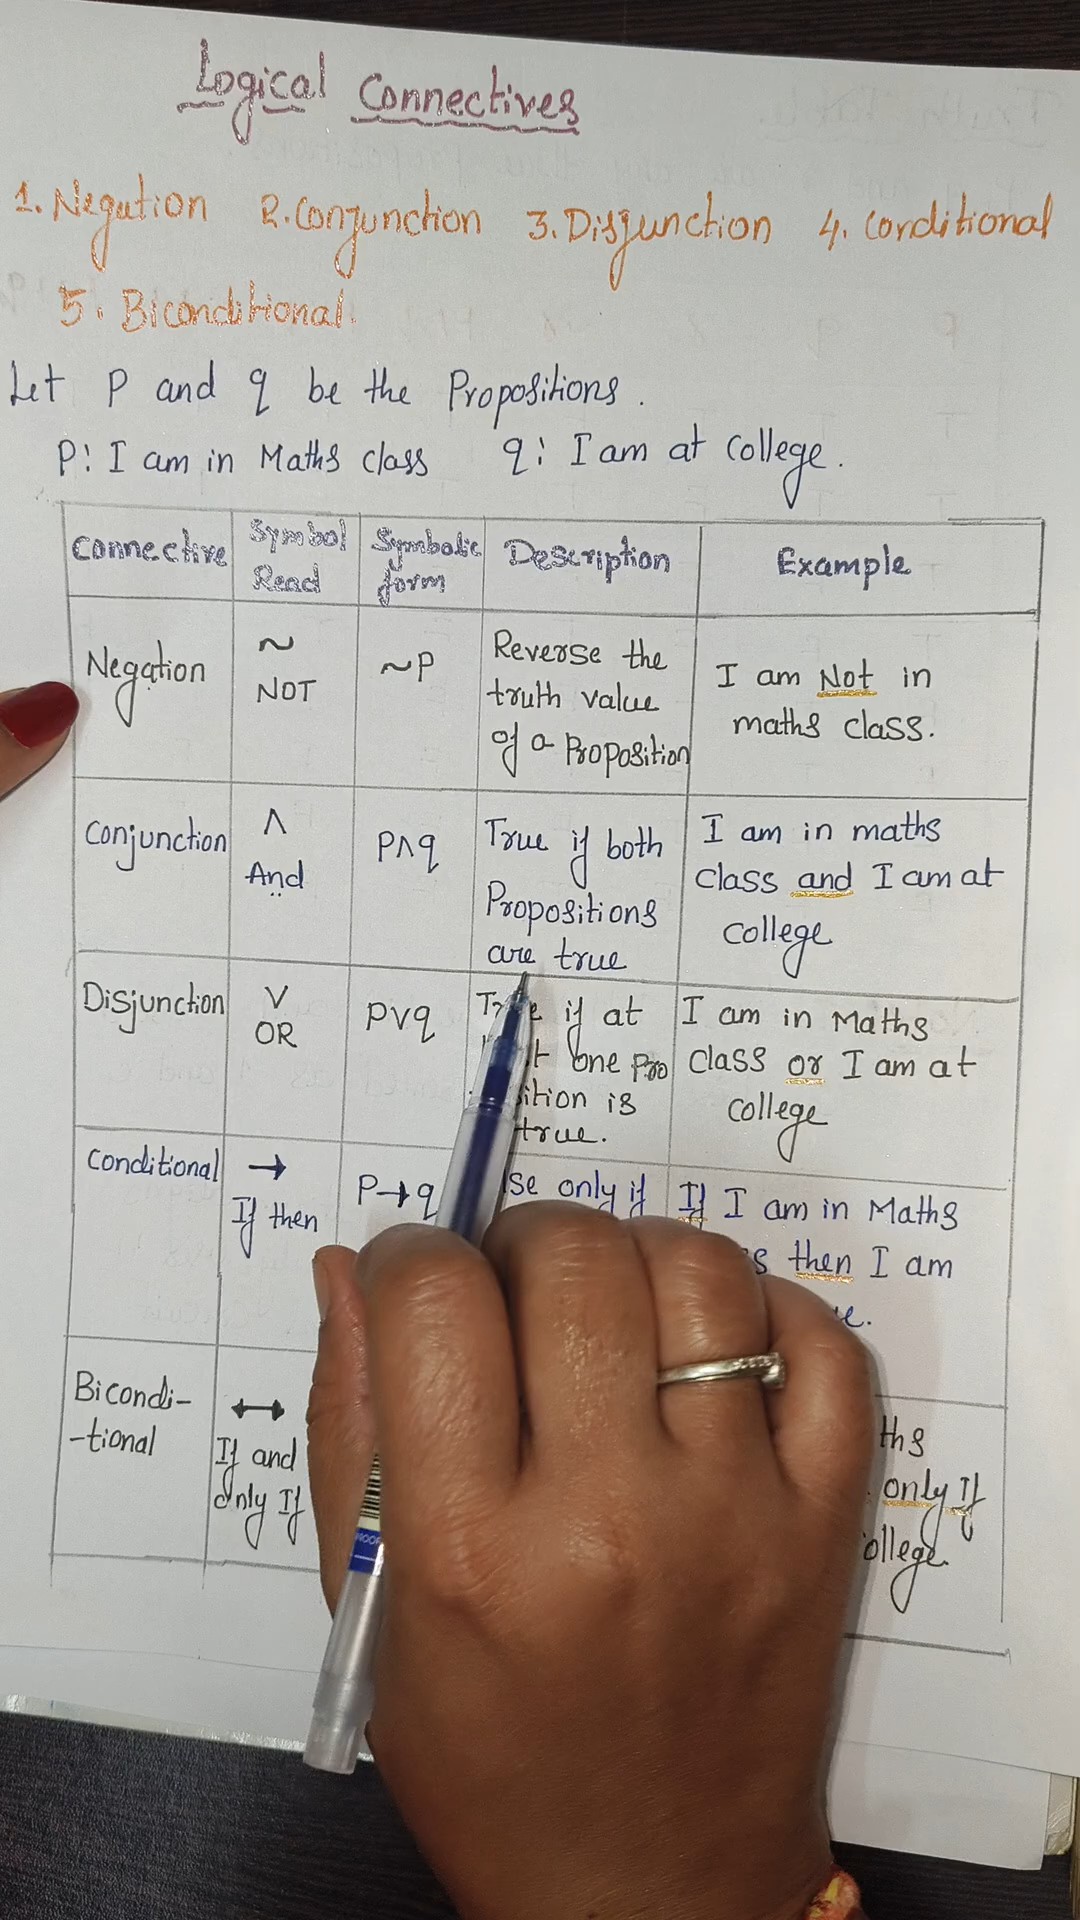 Logical Connectives
1. Negation 2. Conjunction 3. Disjunction 4. Conditional
5. Biconditional.
Let P and q be the Propositions.
P: I am in Maths class q: I am at college.
Connective
Symbol
Read
Symbolic
form
Description
Example
Negation
~
NOT
~P
Reverse the
truth value
of a Proposition
I am Not in
maths class.
Conjunction
∧
And
P∧q
True if both
Propositions
are true
I am in maths
class and I am at
college
Disjunction
∨
OR
P∨q
if at
one Pro
is
true.
I am in Maths
class or I am at
college
Conditional
→
If then
P→q
only if
If I am in Maths
then I am
Bicondi-
-tional
↔
If and
only If
only If